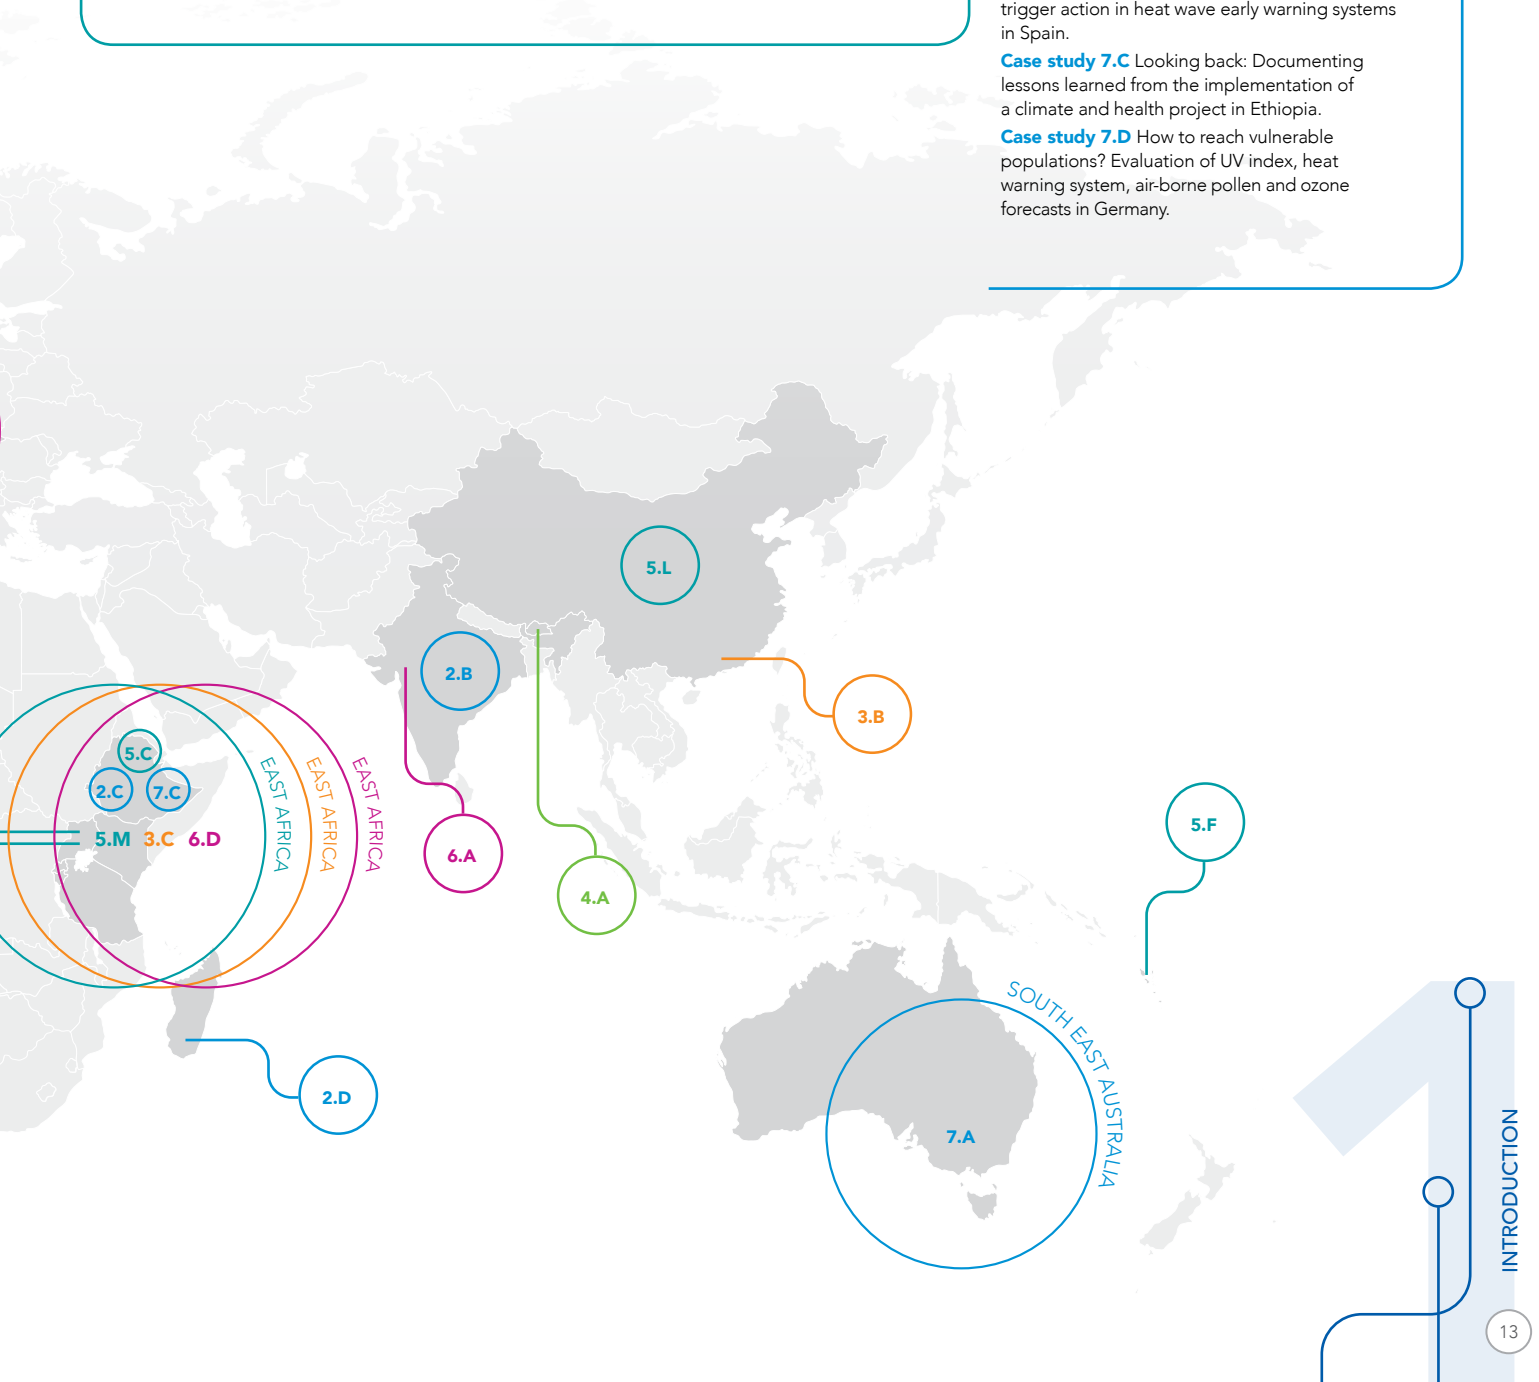 trigger action in heat wave early warning systems
in Spain.
Case study 7.C Looking back: Documenting
lessons learned from the implementation of
a climate and health project in Ethiopia.
Case study 7.D How to reach vulnerable
populations? Evaluation of UV index, heat
warning system, air-borne pollen and ozone
forecasts in Germany.
5.L
2.B
3.B
5.C
2.C
7.C
5.M
3.C
6.D
EAST AFRICA
EAST AFRICA
EAST AFRICA
6.A
4.A
5.F
2.D
SOUTH EAST AUSTRALIA
7.A
1
INTRODUCTION
13